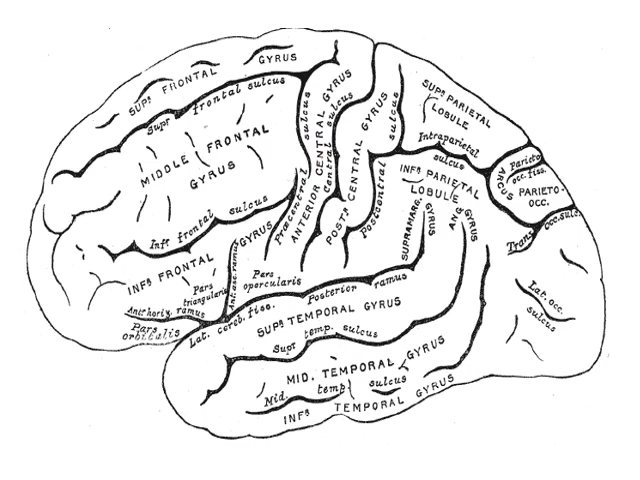 SUPR FRONTAL GYRUS
Supr frontal sulcus
MIDDLE FRONTAL
GYRUS
Inf frontal sulcus
INFR FRONTAL GYRUS
Pars
triangularis
Ant. asc. ramus
Ant. horiz. ramus
Pars
orbitalis
Pars
opercularis
Præcentral sulcus
ANTERIOR CENTRAL GYRUS
Central sulcus
POSTR CENTRAL GYRUS
Postcentral sulcus
SUPR PARIETAL
LOBULE
Intraparietal
sulcus
INFR PARIETAL
LOBULE
SUPRAMARG.
GYRUS
ANG. GYRUS
ARCUS
Parieto
occ. fiss.
PARIETO-
OCC.
Trans. occ. sulc.
Lat. occ.
sulcus
Lat. cereb. fiss.
Posterior ramus
SUPR TEMPORAL GYRUS
Supr temp. sulcus
MID. TEMPORAL GYRUS
Mid. temp. sulcus
INFR TEMPORAL GYRUS